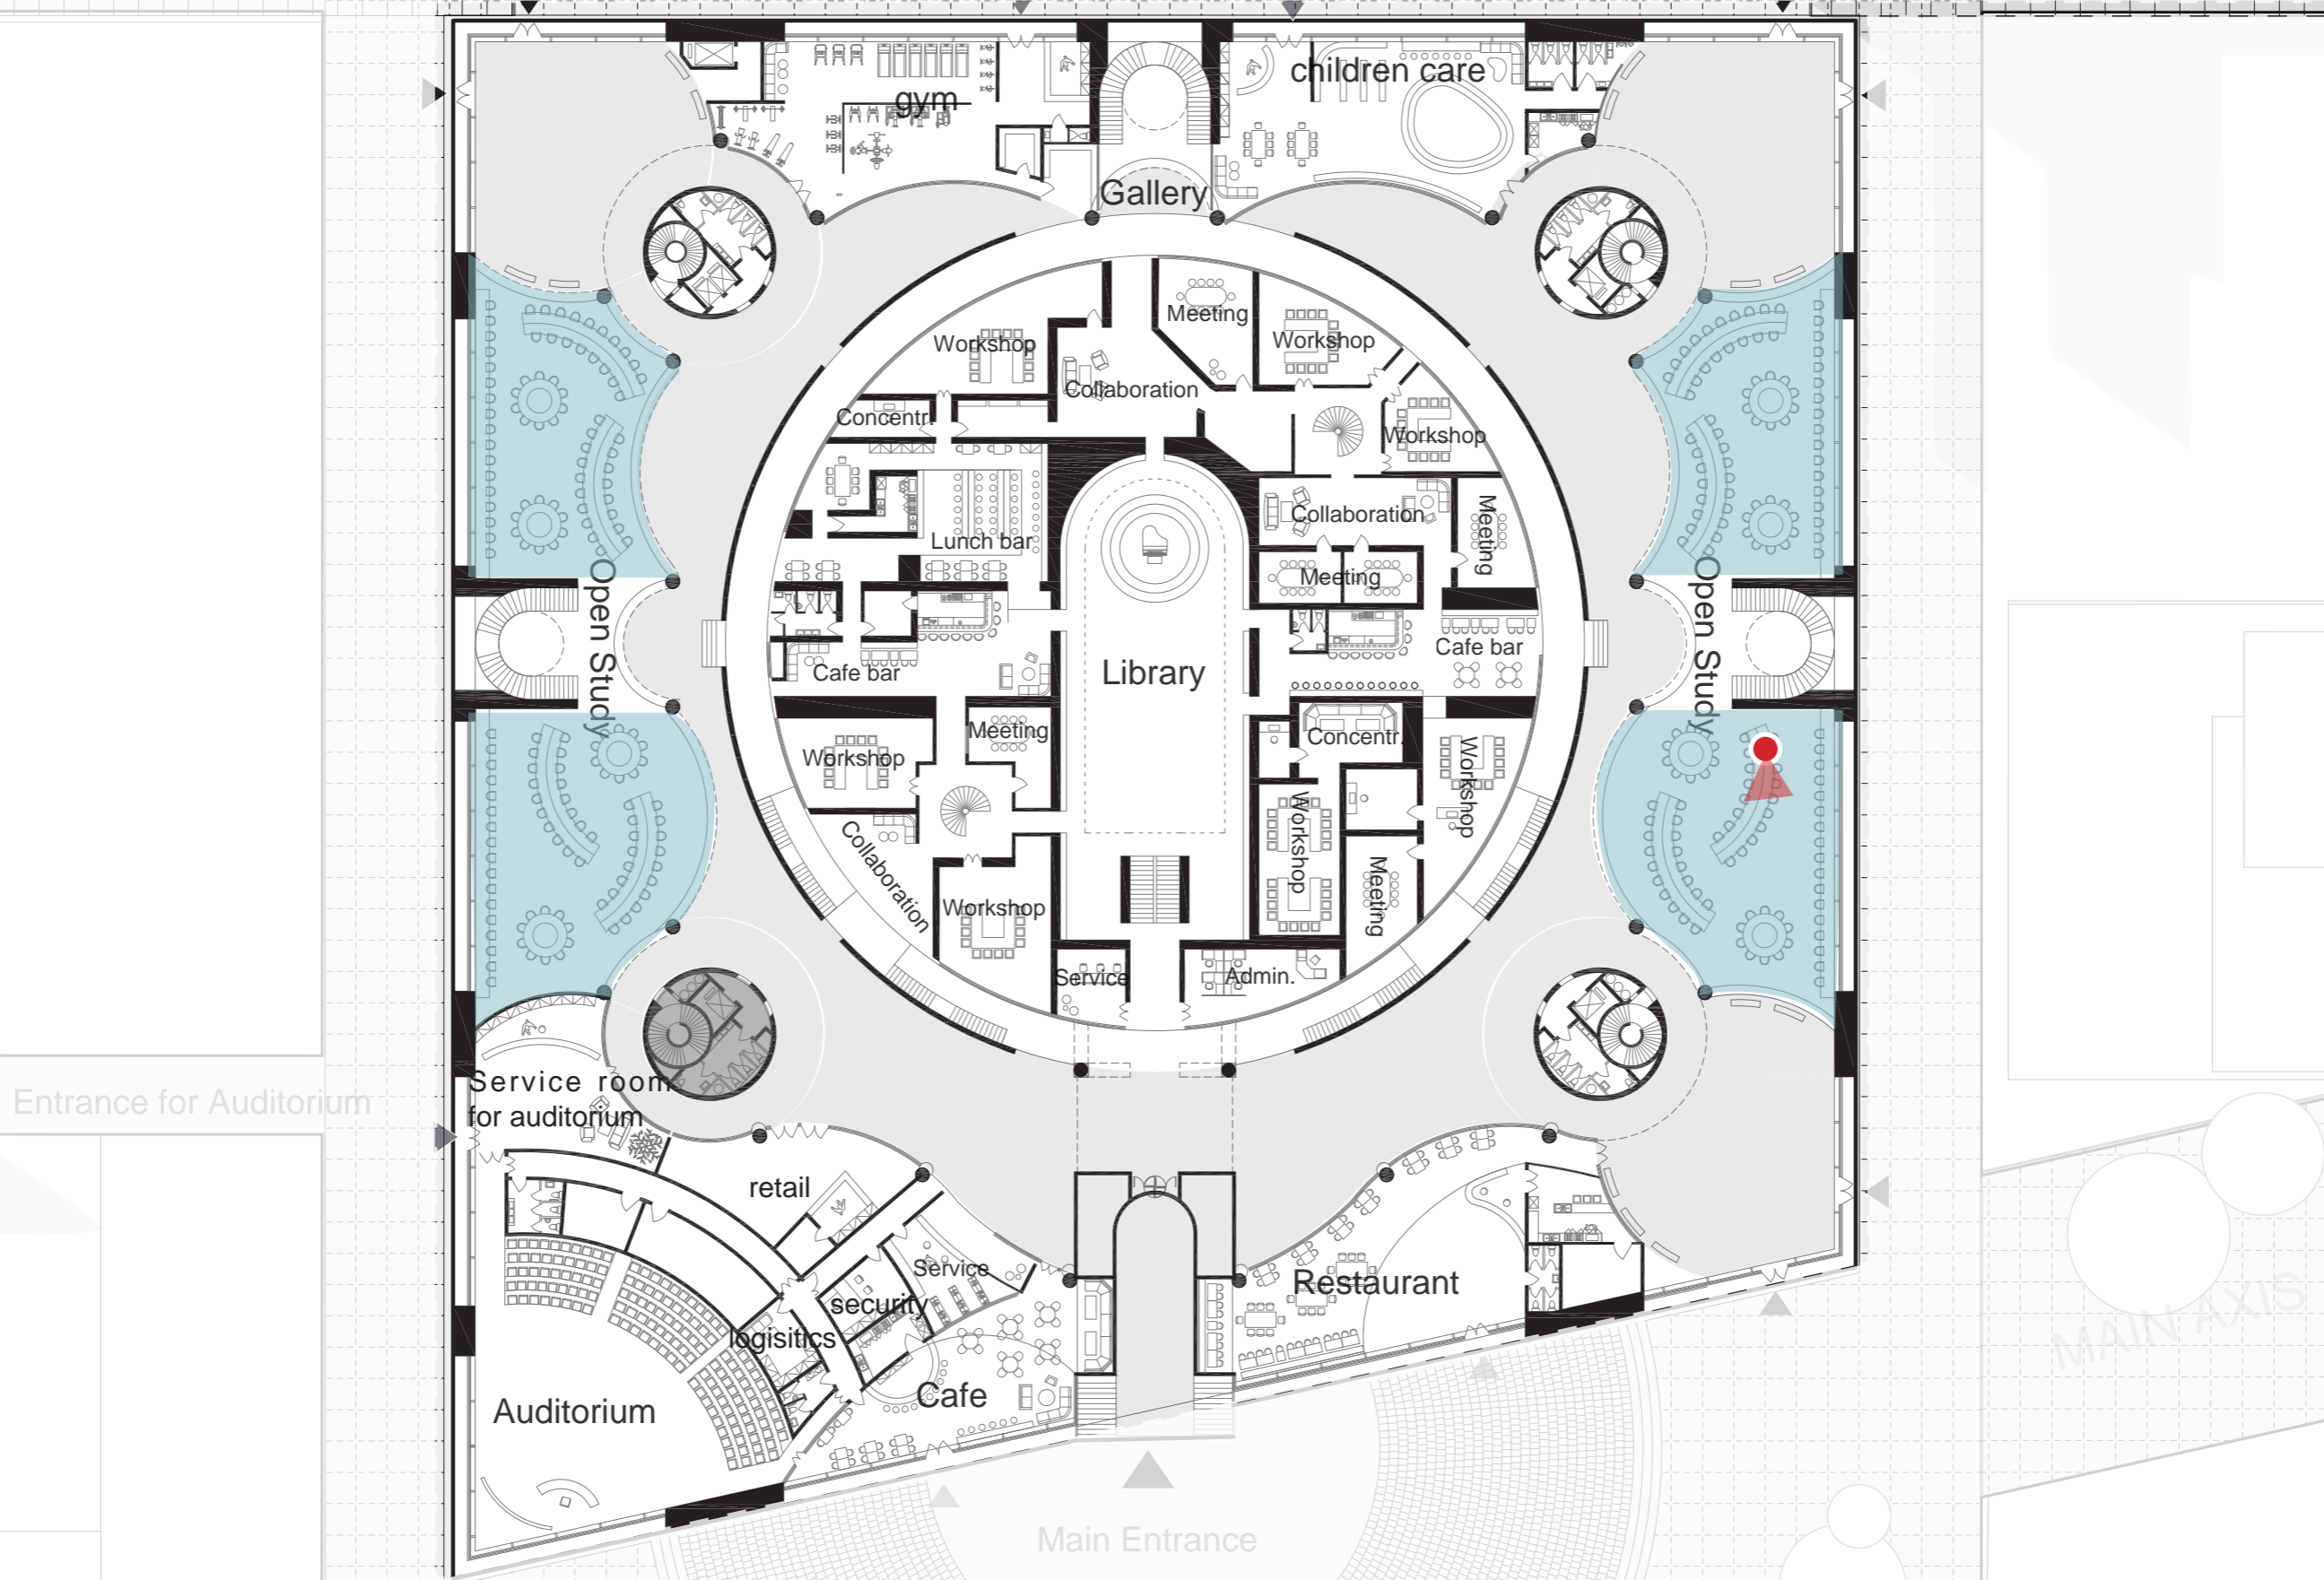 children care
gym
Gallery
Meeting
Workshop
Workshop
Collaboration
Concentr.
Workshop
Collaboration
Meeting
Lunch bar
Meeting
Open Study
Open Study
Cafe bar
Library
Cafe bar
Meeting
Concentr.
Workshop
Workshop
Workshop
Collaboration
Meeting
Workshop
Service
Admin.
Service room
for auditorium
Entrance for Auditorium
retail
Service
security
Restaurant
logisitics
MAIN AXIS
Cafe
Auditorium
Main Entrance